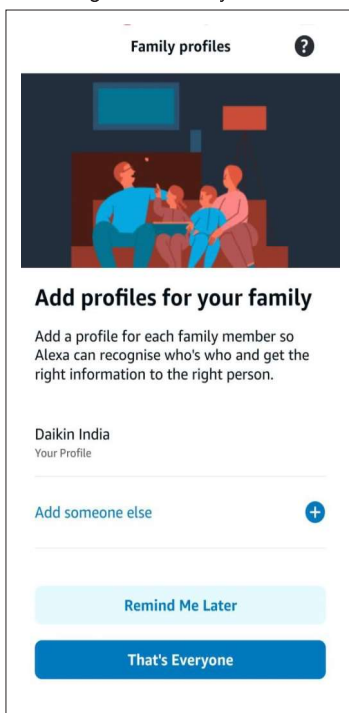 Family profiles ?
Add profiles for your family
Add a profile for each family member so
Alexa can recognise who's who and get the
right information to the right person.
Daikin India
Your Profile
Add someone else +
Remind Me Later
That's Everyone